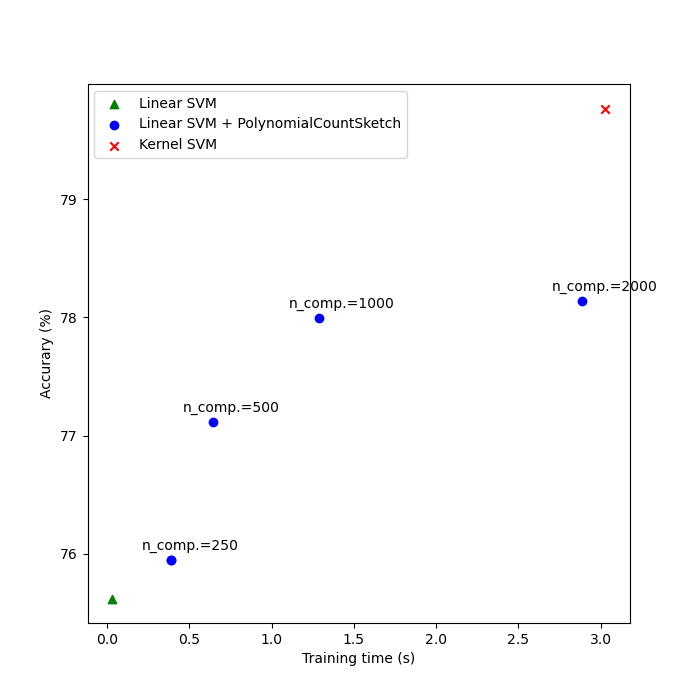 Linear SVM
Linear SVM + PolynomialCountSketch
Kernel SVM
79
n_comp.=2000
n_comp.=1000
78
Accurary (%)
n_comp.=500
77
n_comp.=250
76
0.0 0.5 1.0 1.5 2.0 2.5 3.0
Training time (s)